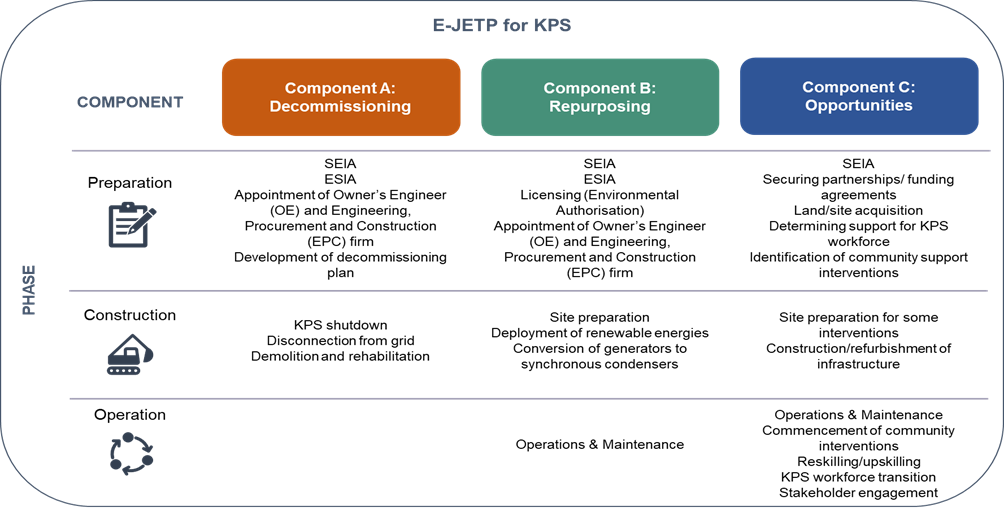 E-JETP for KPS
COMPONENT
Component A:
Decommissioning
Component B:
Repurposing
Component C:
Opportunities
PHASE
Preparation
SEIA
ESIA
Appointment of Owner's Engineer
(OE) and Engineering,
Procurement and Construction
(EPC) firm
Development of decommissioning
plan
SEIA
ESIA
Licensing (Environmental
Authorisation)
Appointment of Owner's Engineer
(OE) and Engineering,
Procurement and Construction
(EPC) firm
SEIA
Securing partnerships/ funding
agreements
Land/site acquisition
Determining support for KPS
workforce
Identification of community support
interventions
Construction
KPS shutdown
Disconnection from grid
Demolition and rehabilitation
Site preparation
Deployment of renewable energies
Conversion of generators to
synchronous condensers
Site preparation for some
interventions
Construction/refurbishment of
infrastructure
Operation
Operations & Maintenance
Operations & Maintenance
Commencement of community
interventions
Reskilling/upskilling
KPS workforce transition
Stakeholder engagement